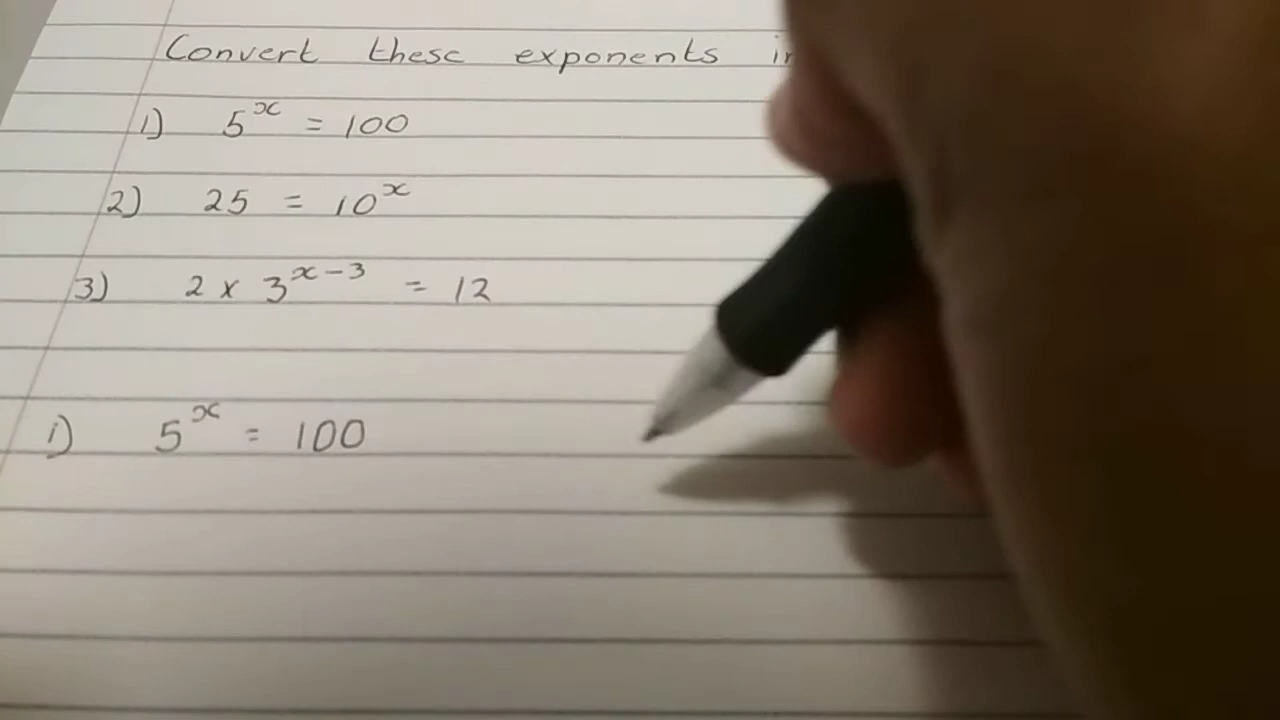 Convert these exponents
1) 5^x = 100
2) 25 = 10^x
3) 2 × 3^(x-3) = 12
1) 5^x = 100